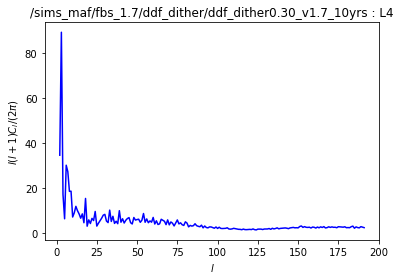 /sims_maf/fbs_1.7/ddf_dither/ddf_dither0.30_v1.7_10yrs : L4
l(l + 1)Cₗ/(2π)
80
60
40
20
0
0 25 50 75 100 125 150 175 200
l